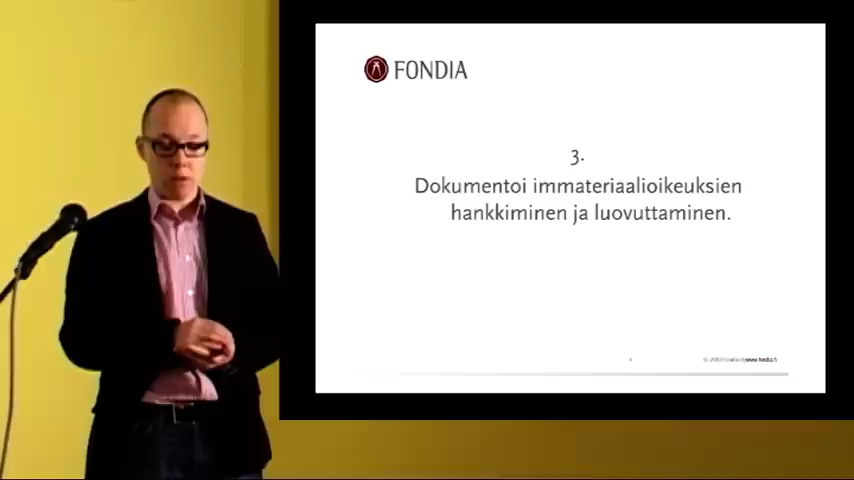 FONDIA
3.
Dokumentoi immateriaalioikeuksien
hankkiminen ja luovuttaminen.